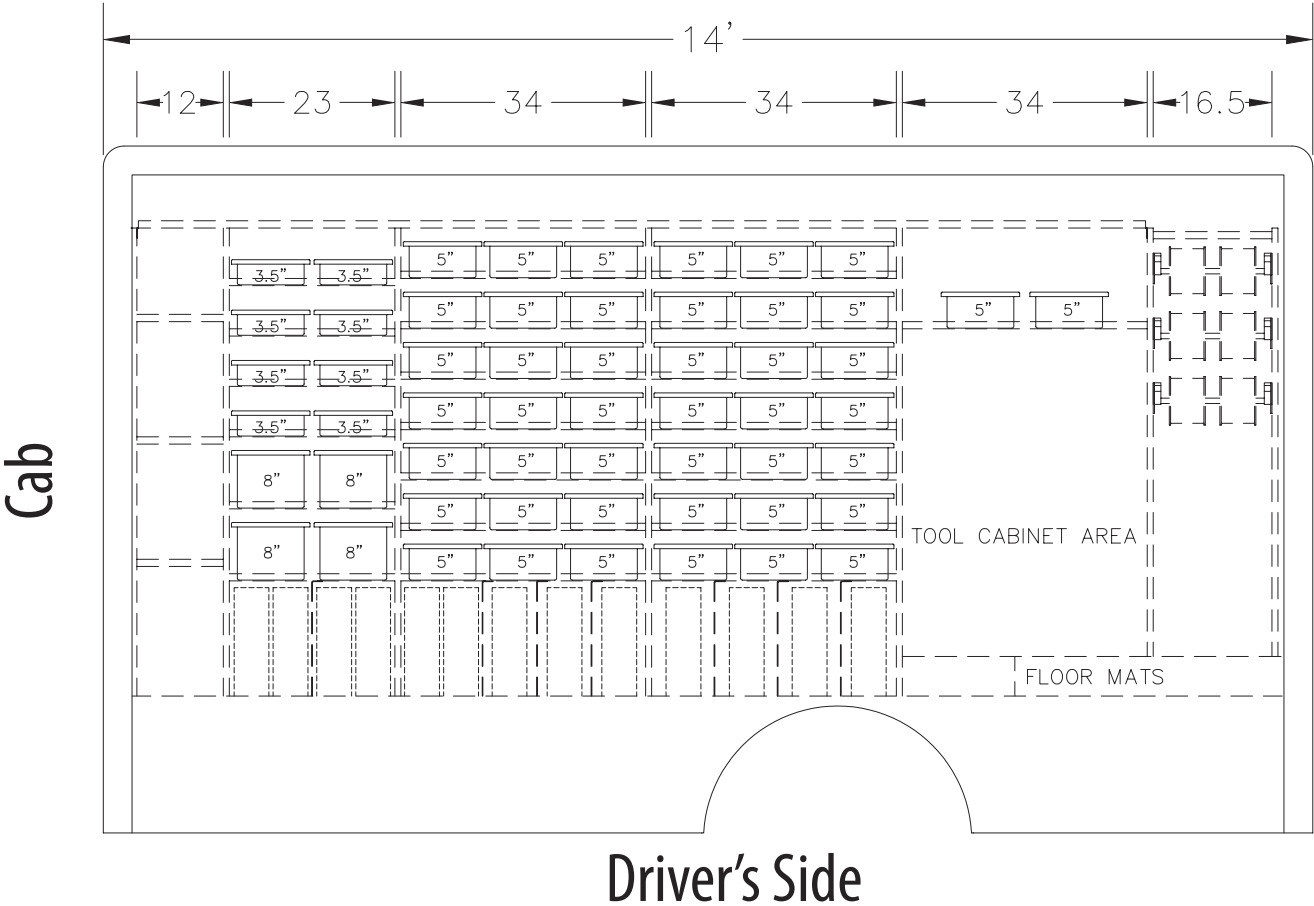 14’
12 23 34 34 34 16.5
5” 5” 5” 5” 5” 5”
3.5” 3.5”
5” 5” 5” 5” 5” 5” 5” 5”
3.5” 3.5”
5” 5” 5” 5” 5” 5”
3.5” 3.5”
5” 5” 5” 5” 5” 5”
3.5” 3.5”
5” 5” 5” 5” 5” 5”
8” 8”
5” 5” 5” 5” 5” 5”
TOOL CABINET AREA
8” 8”
5” 5” 5” 5” 5” 5”
FLOOR MATS
Cab
Driver’s Side